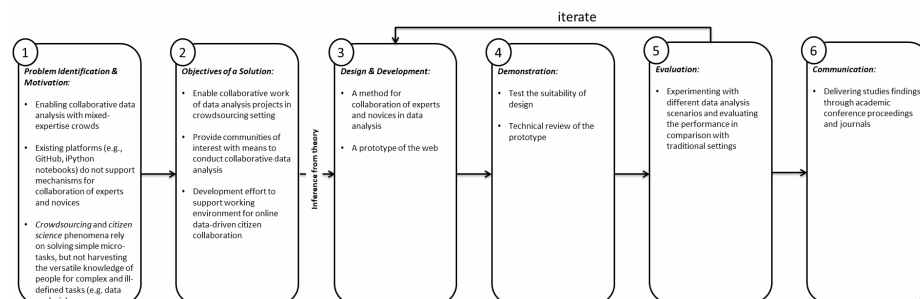 iterate
1
Problem Identification &
Motivation:
• Enabling collaborative data
analysis with mixed-
expertise crowds
• Existing platforms (e.g.,
GitHub, iPython
notebooks) do not support
mechanisms for
collaboration of experts
and novices
• Crowdsourcing and citizen
science phenomena rely
on solving simple micro-
tasks, but not harvesting
the versatile knowledge of
people for complex and ill-
defined tasks (e.g. data
2
Objectives of a Solution:
• Enable collaborative work
of data analysis projects in
crowdsourcing setting
• Provide communities of
interest with means to
conduct collaborative data
analysis
• Development effort to
support working
environment for online
data-driven citizen
collaboration
Inference from theory
3
Design & Development:
• A method for
collaboration of experts
and novices in data
analysis
• A prototype of the web
4
Demonstration:
• Test the suitability of
design
• Technical review of the
prototype
5
Evaluation:
• Experimenting with
different data analysis
scenarios and evaluating
the performance in
comparison with
traditional settings
6
Communication:
• Delivering studies findings
through academic
conference proceedings
and journals